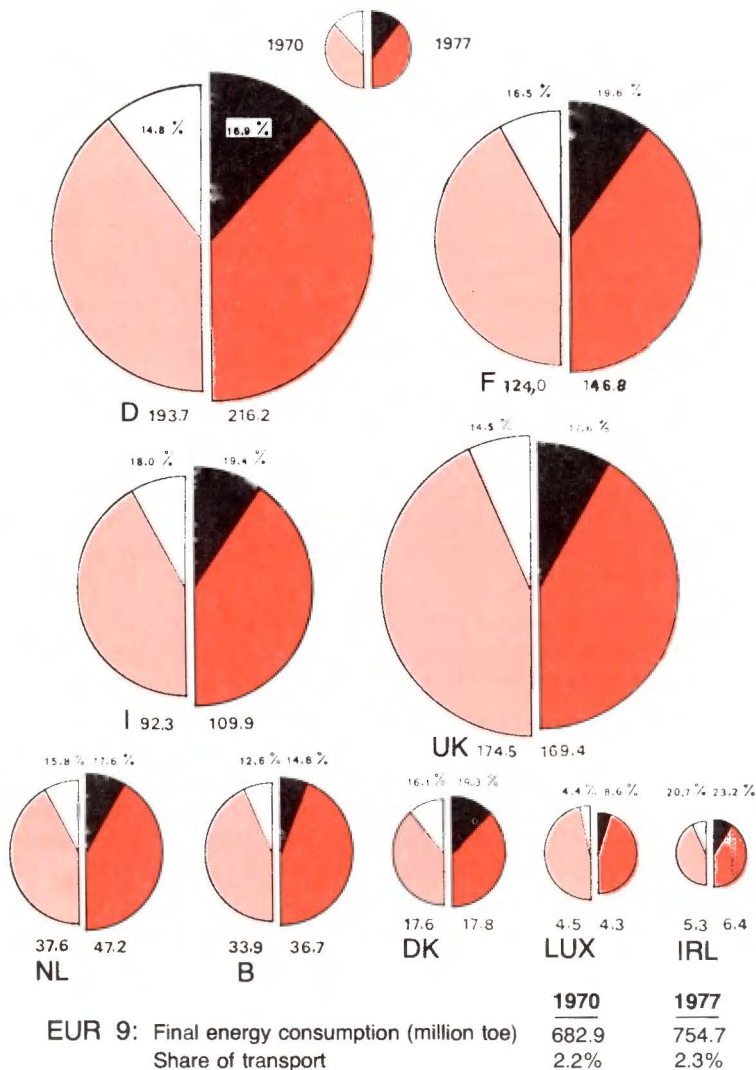 1970 1977
14.8 % 16.9 % 16.5 % 19.6 %
D 193.7 216.2
F 124,0 146.8
18.0 % 19.4 % 14.5 % 17.6 %
I 92.3 109.9
UK 174.5 169.4
15.8 % 17.6 % 12.6 % 14.8 % 16.1 % 19.3 % 4.4 % 8.6 % 20.7 % 23.2 %
37.6 47.2 33.9 36.7 17.6 17.8 4.5 4.3 5.3 6.4
NL B DK LUX IRL
1970 1977
EUR 9: Final energy consumption (million toe) 682.9 754.7
Share of transport 2.2% 2.3%